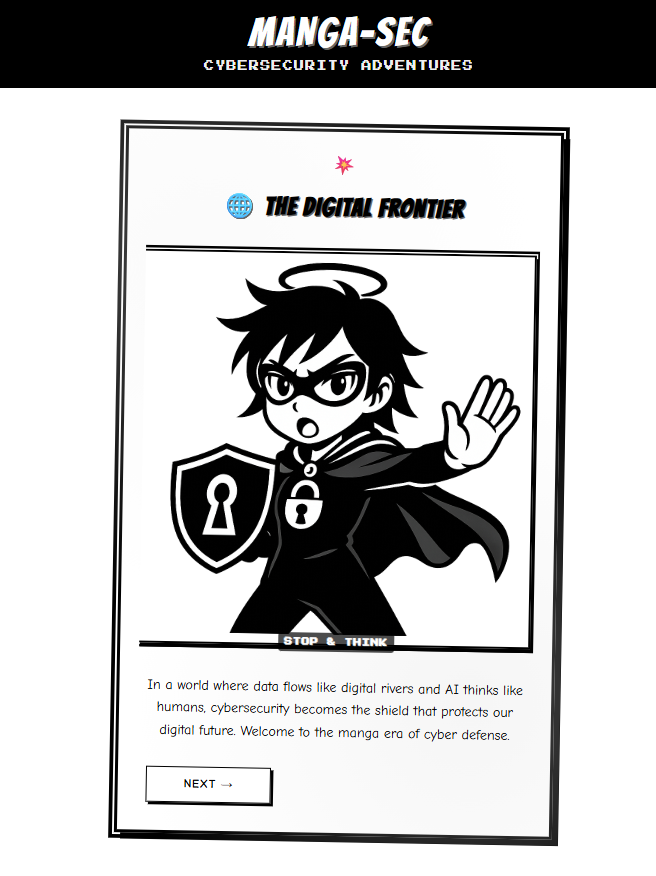 MANGA-SEC
CYBERSECURITY ADVENTURES
THE DIGITAL FRONTIER
STOP & THINK
In a world where data flows like digital rivers and AI thinks like
humans, cybersecurity becomes the shield that protects our
digital future. Welcome to the manga era of cyber defense.
NEXT →